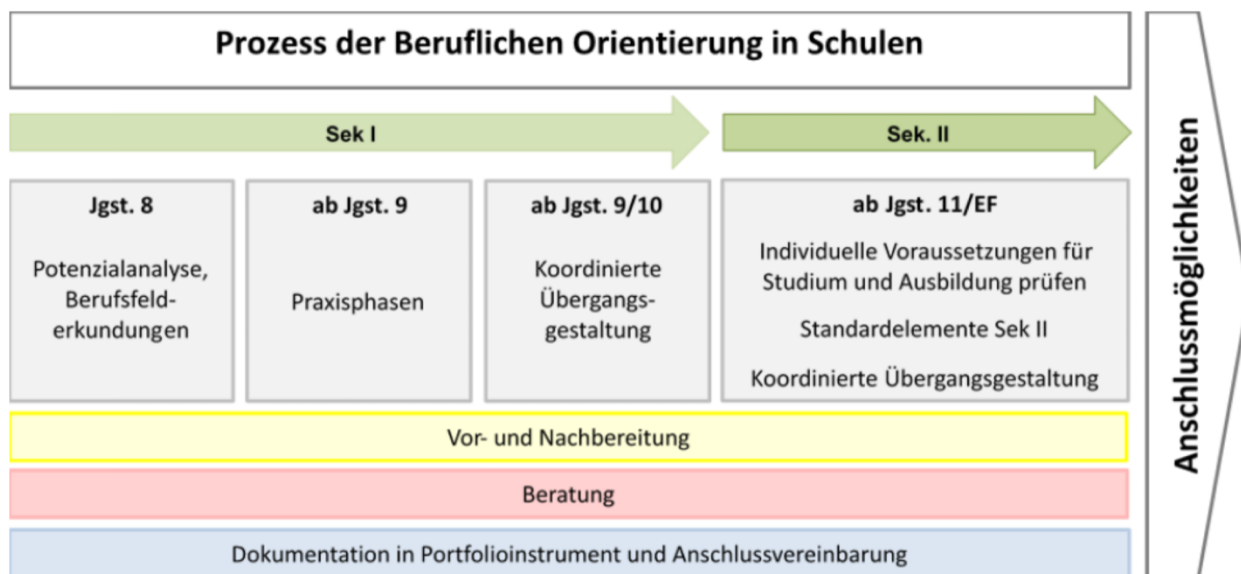 Prozess der Beruflichen Orientierung in Schulen
Sek I
Sek. II
Jgst. 8
Potenzialanalyse,
Berufsfeld-
erkundungen
ab Jgst. 9
Praxisphasen
ab Jgst. 9/10
Koordinierte
Übergangs-
gestaltung
ab Jgst. 11/EF
Individuelle Voraussetzungen für
Studium und Ausbildung prüfen
Standardelemente Sek II
Koordinierte Übergangsgestaltung
Vor- und Nachbereitung
Beratung
Dokumentation in Portfolioinstrument und Anschlussvereinbarung
Anschlussmöglichkeiten